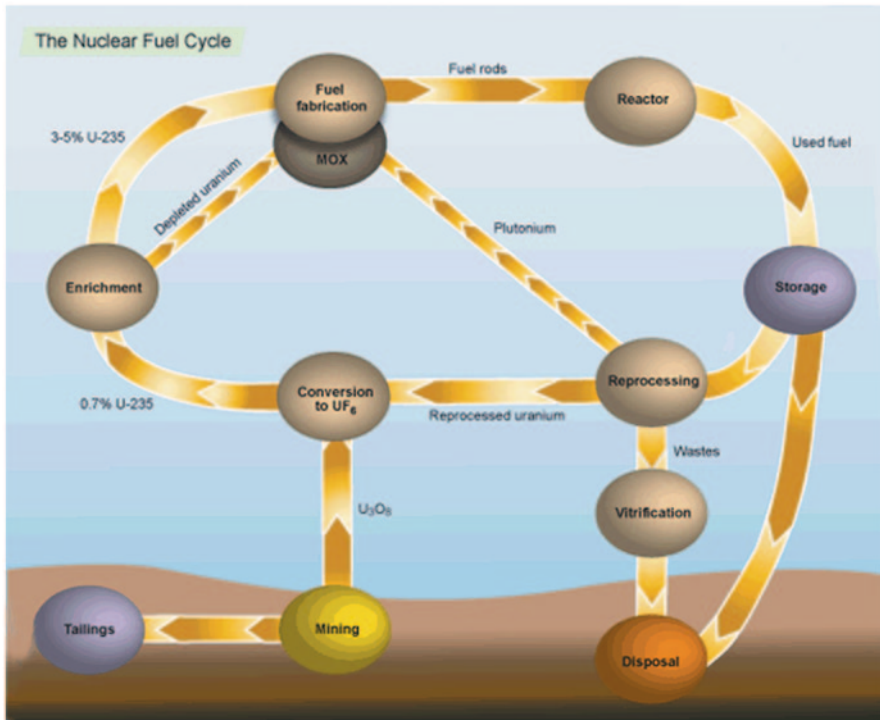 The Nuclear Fuel Cycle
Fuel
fabrication
Fuel rods
Reactor
3-5% U-235
MOX
Used fuel
Depleted uranium
Plutonium
Enrichment
Storage
Conversion
to UF₆
Reprocessing
0.7% U-235
Reprocessed uranium
Wastes
U₃O₈
Vitrification
Tailings
Mining
Disposal